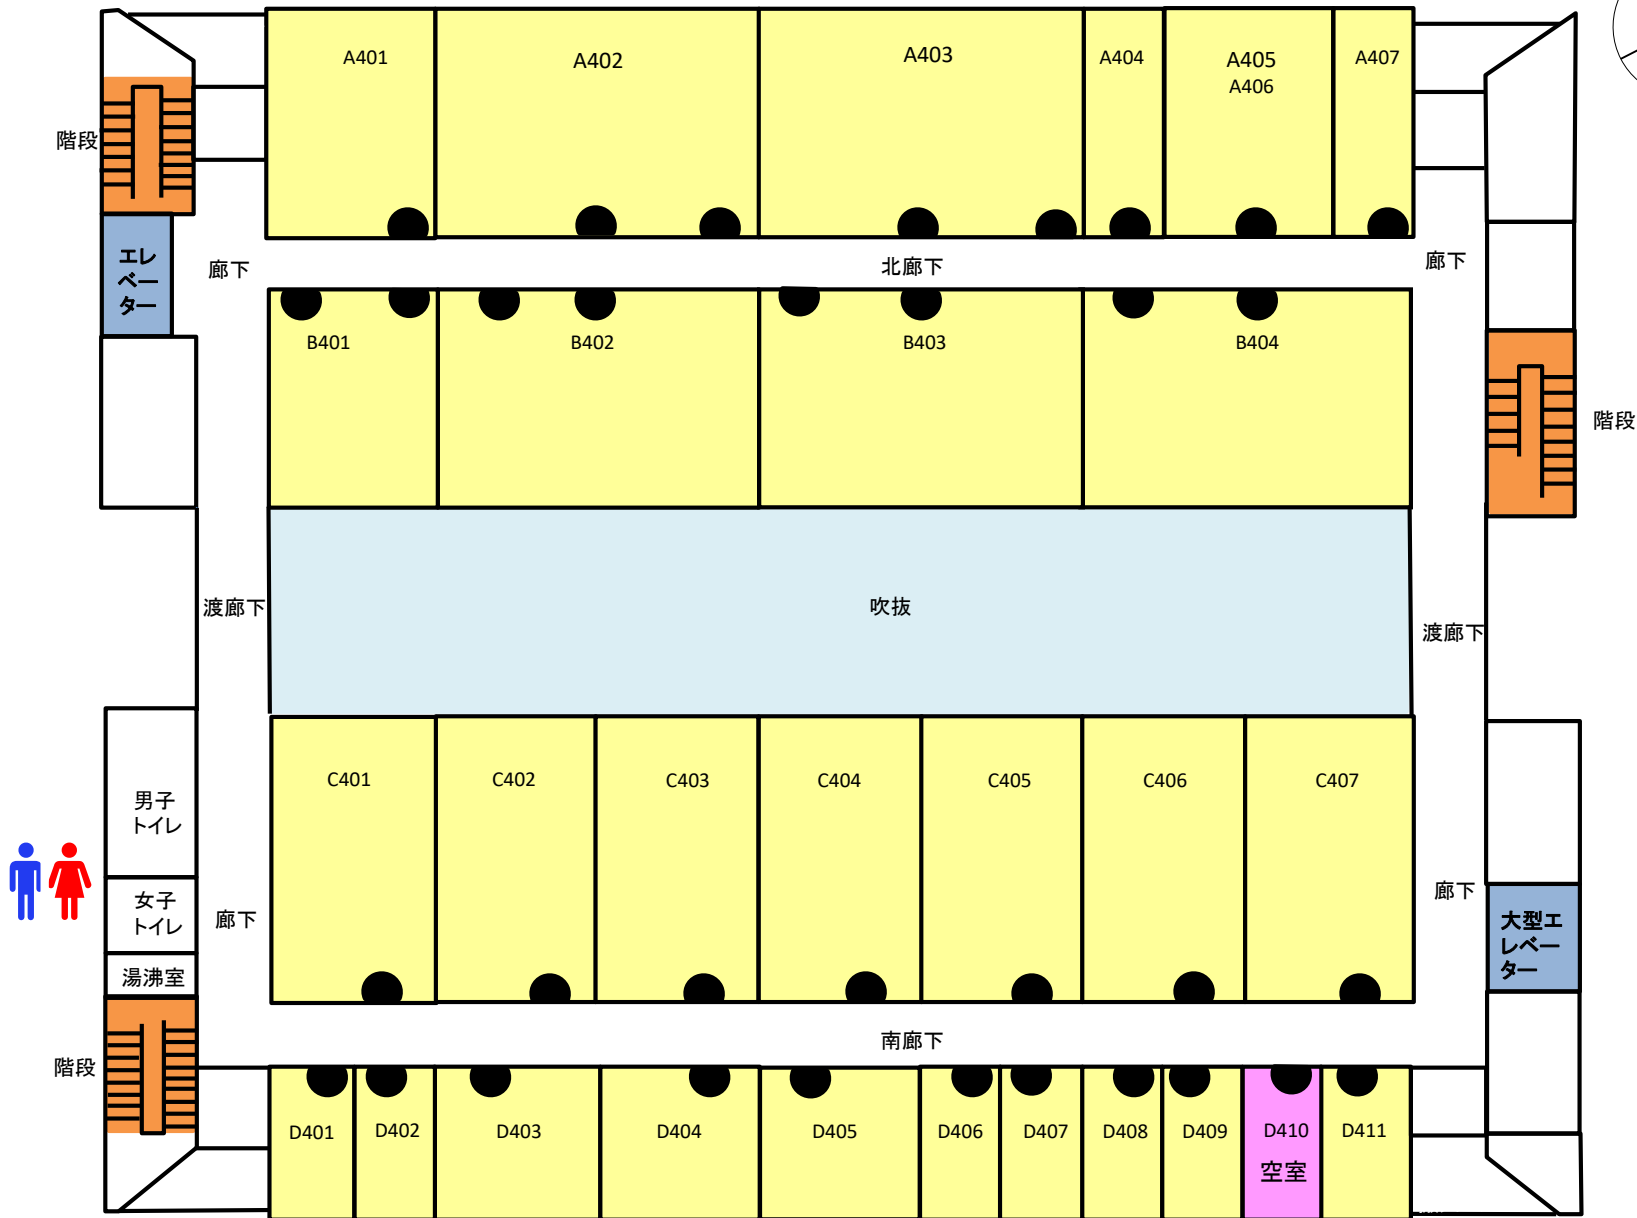 A401
A402
A403
A404
A405
A406
A407
階段
エレ
ベー
ター
廊下
北廊下
廊下
B401
B402
B403
B404
階段
渡廊下
吹抜
渡廊下
C401
C402
C403
C404
C405
C406
C407
男子
トイレ
女子
トイレ
廊下
廊下
大型エ
レベー
ター
湯沸室
南廊下
階段
D401
D402
D403
D404
D405
D406
D407
D408
D409
D410
空室
D411